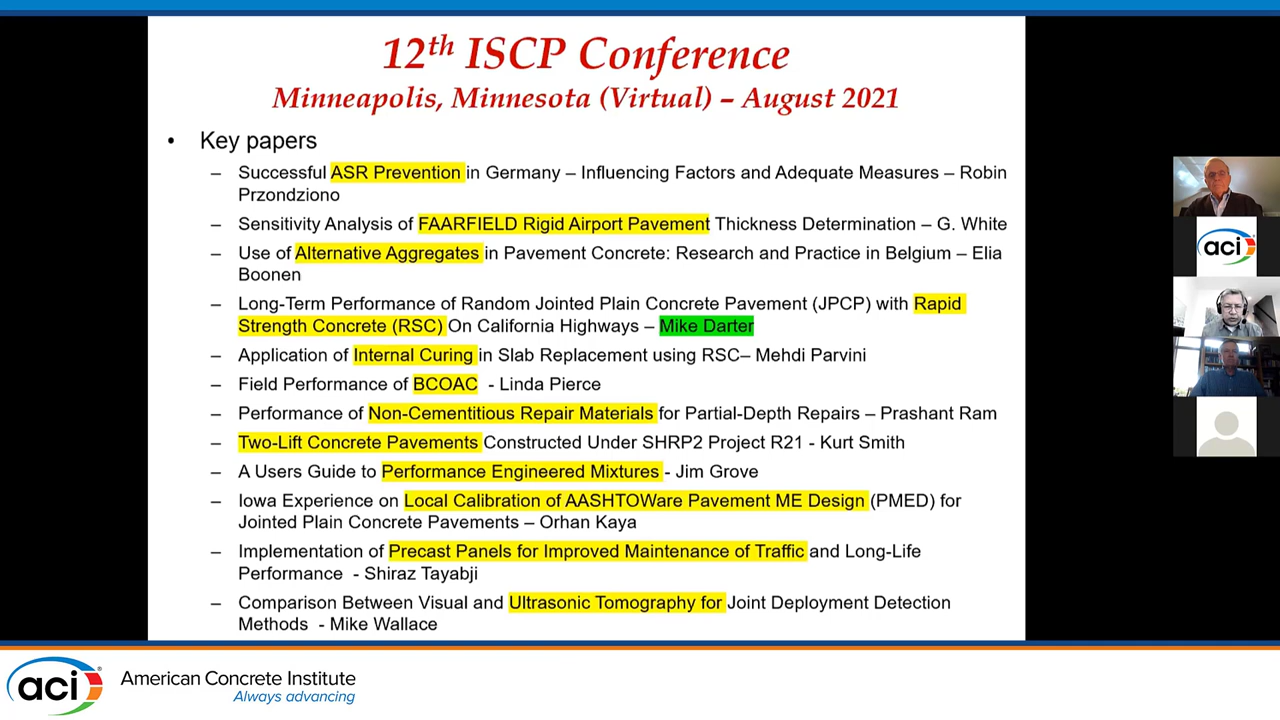 12th ISCP Conference
Minneapolis, Minnesota (Virtual) – August 2021
• Key papers
– Successful ASR Prevention in Germany – Influencing Factors and Adequate Measures – Robin
Przondziono
– Sensitivity Analysis of FAARFIELD Rigid Airport Pavement Thickness Determination – G. White
– Use of Alternative Aggregates in Pavement Concrete: Research and Practice in Belgium – Elia
Boonen
– Long-Term Performance of Random Jointed Plain Concrete Pavement (JPCP) with Rapid
Strength Concrete (RSC) On California Highways – Mike Darter
– Application of Internal Curing in Slab Replacement using RSC– Mehdi Parvini
– Field Performance of BCOAC - Linda Pierce
– Performance of Non-Cementitious Repair Materials for Partial-Depth Repairs – Prashant Ram
– Two-Lift Concrete Pavements Constructed Under SHRP2 Project R21 - Kurt Smith
– A Users Guide to Performance Engineered Mixtures - Jim Grove
– Iowa Experience on Local Calibration of AASHTOWare Pavement ME Design (PMED) for
Jointed Plain Concrete Pavements – Orhan Kaya
– Implementation of Precast Panels for Improved Maintenance of Traffic and Long-Life
Performance - Shiraz Tayabji
– Comparison Between Visual and Ultrasonic Tomography for Joint Deployment Detection
Methods - Mike Wallace
aci
aci
American Concrete Institute
Always advancing